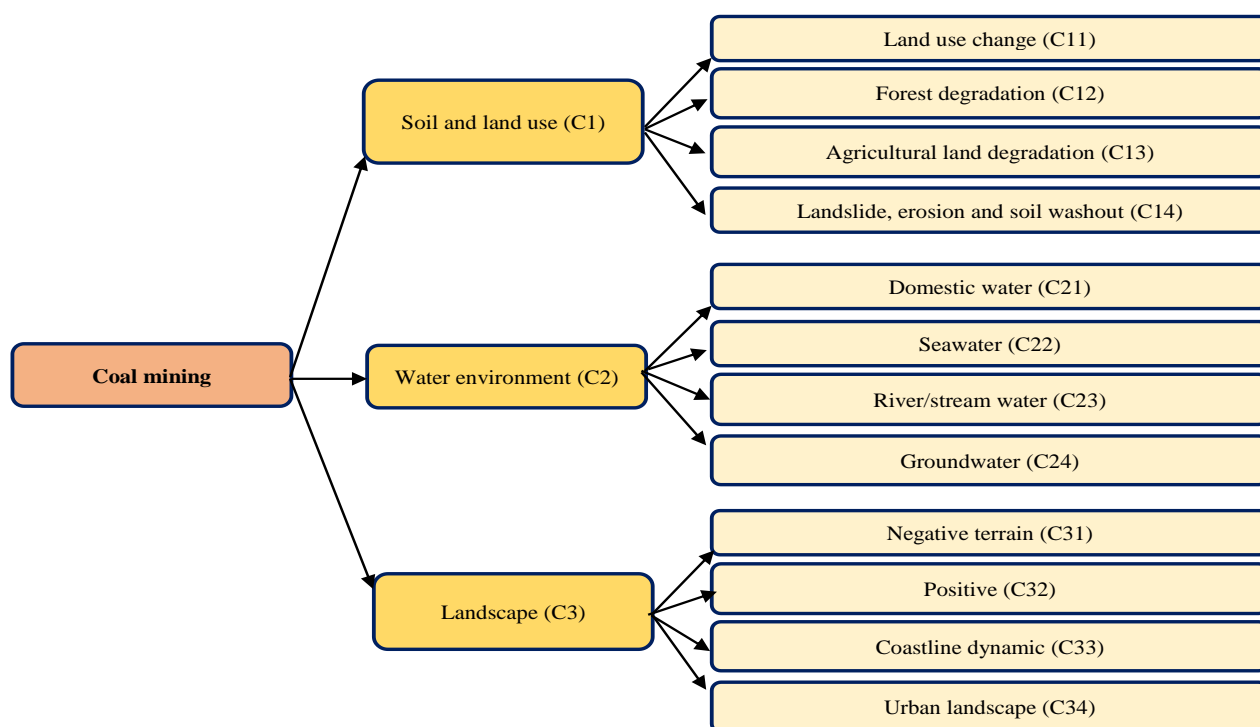 Coal mining
Soil and land use (C1)
Land use change (C11)
Forest degradation (C12)
Agricultural land degradation (C13)
Landslide, erosion and soil washout (C14)
Water environment (C2)
Domestic water (C21)
Seawater (C22)
River/stream water (C23)
Groundwater (C24)
Landscape (C3)
Negative terrain (C31)
Positive (C32)
Coastline dynamic (C33)
Urban landscape (C34)